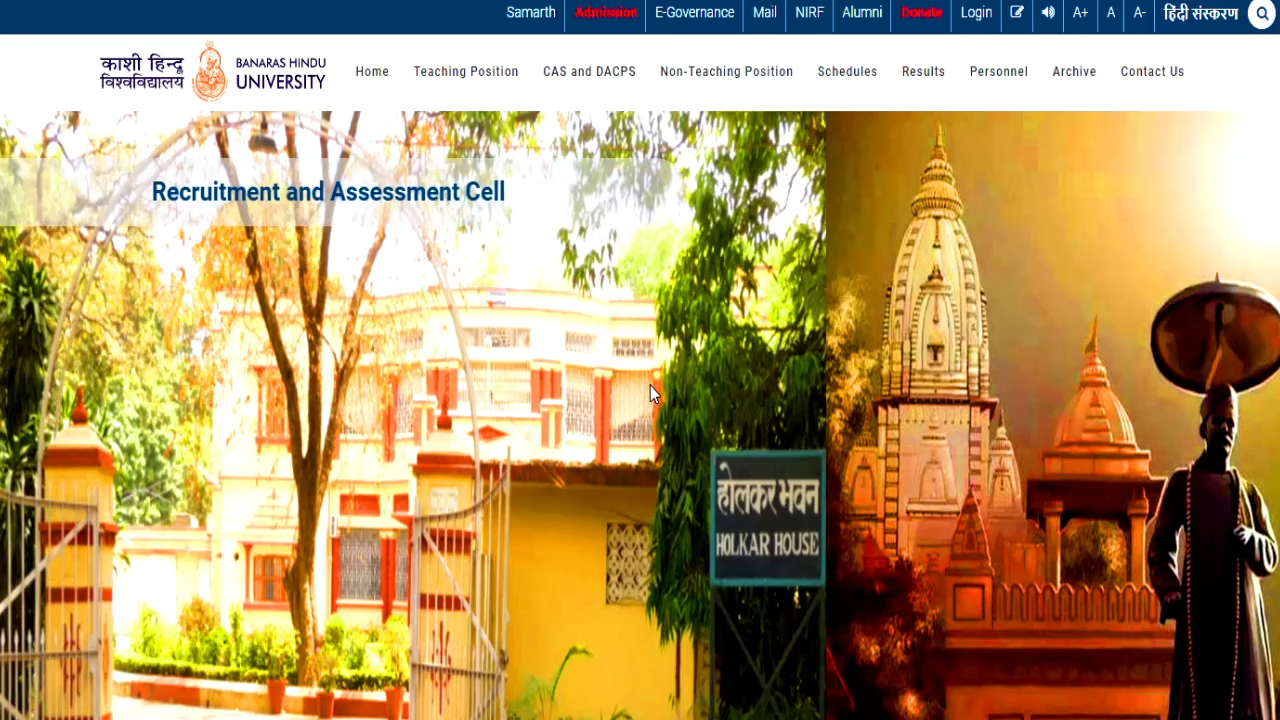 Samarth Admission E-Governance Mail NIRF Alumni Donate Login A+ A A- हिंदी संस्करण
काशी हिन्दू विश्वविद्यालय
BANARAS HINDU UNIVERSITY
Home Teaching Position CAS and DACPS Non-Teaching Position Schedules Results Personnel Archive Contact Us
Recruitment and Assessment Cell
होलकर भवन
HOLKAR HOUSE